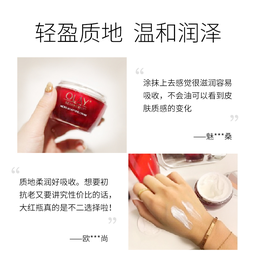 轻盈质地 温和润泽
OLAY
涂抹上去感觉很滋润容易
吸收，不会油可以看到皮
肤质感的变化
——魅***桑
质地柔润好吸收。想要初
抗老又要讲究性价比的话，
大红瓶真的是不二选择啦！
——欧***尚